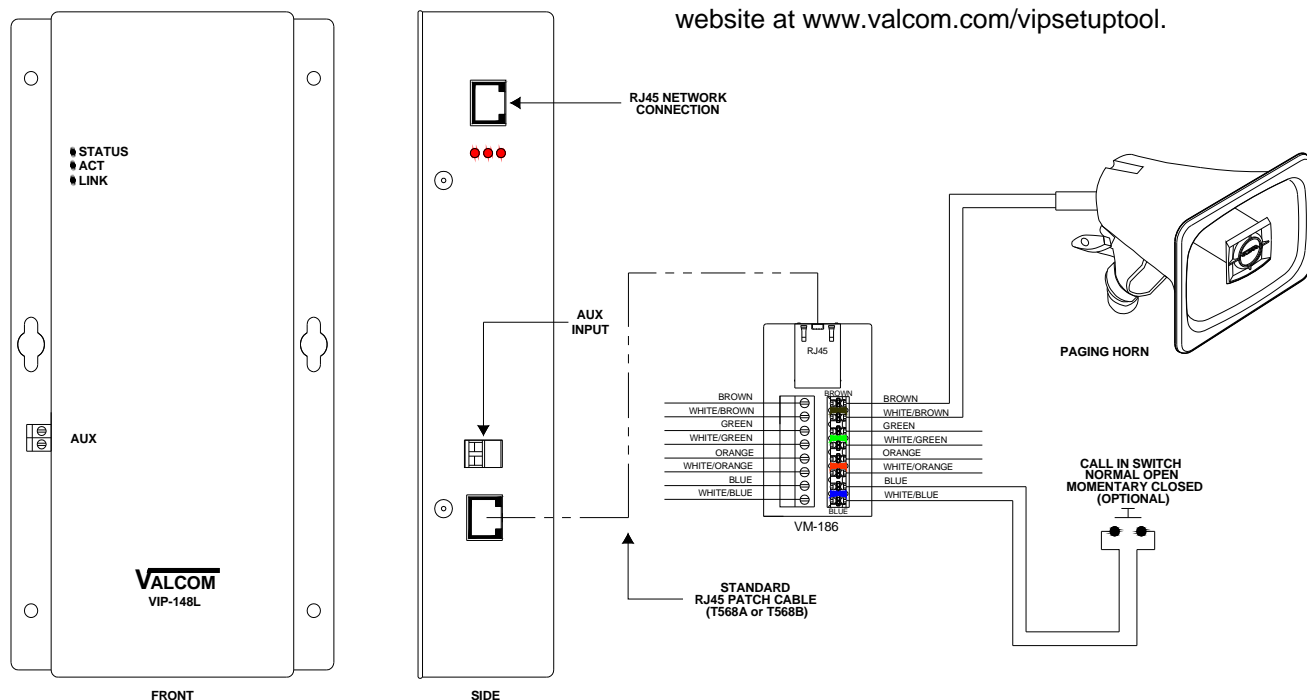 website at www.valcom.com/vipsetuptool.
RJ45 NETWORK
CONNECTION
STATUS
ACT
LINK
AUX
INPUT
RJ45
PAGING HORN
BROWN
BROWN
BROWN
WHITE/BROWN
WHITE/BROWN
GREEN
GREEN
WHITE/GREEN
WHITE/GREEN
ORANGE
ORANGE
WHITE/ORANGE
WHITE/ORANGE
BLUE
BLUE
WHITE/BLUE
WHITE/BLUE
BLUE
VM-186
AUX
CALL IN SWITCH
NORMAL OPEN
MOMENTARY CLOSED
(OPTIONAL)
VALCOM
VIP-148L
STANDARD
RJ45 PATCH CABLE
(T568A or T568B)
FRONT
SIDE